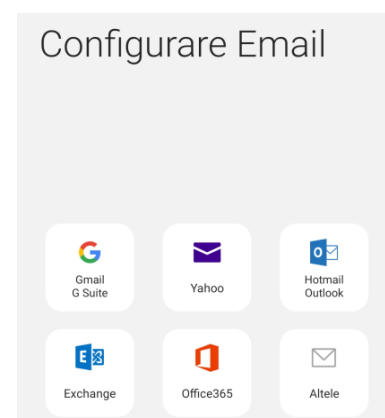 Configurare Email
Gmail
G Suite
Yahoo
Hotmail
Outlook
Exchange
Office365
Altele